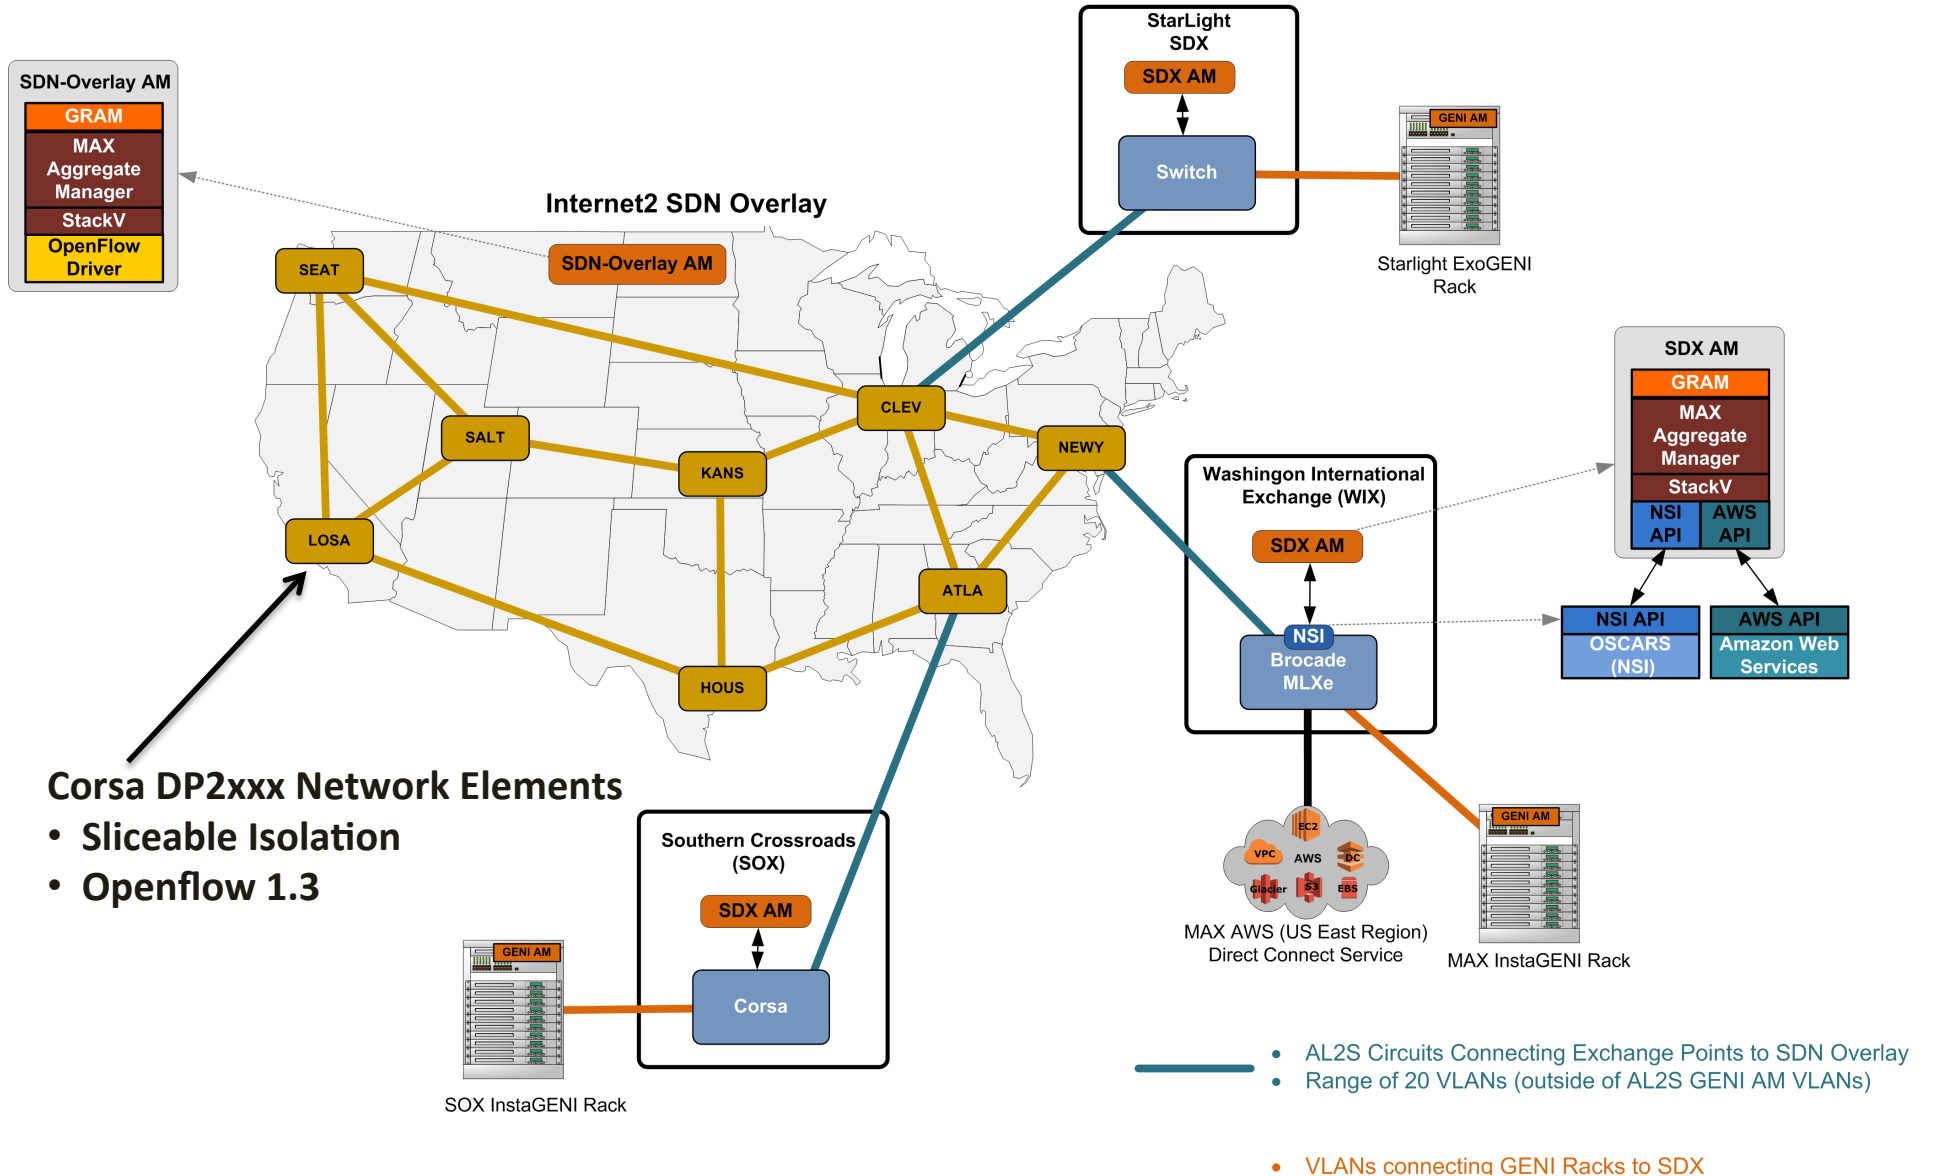 StarLight
SDX
SDX AM
Switch
GENI AM
Starlight ExoGENI
Rack
SDN-Overlay AM
GRAM
MAX
Aggregate
Manager
StackV
OpenFlow
Driver
Internet2 SDN Overlay
SDN-Overlay AM
SEAT
SALT
LOSA
KANS
CLEV
NEWY
ATLA
HOUS
Washingon International
Exchange (WIX)
SDX AM
NSI
Brocade
MLXe
SDX AM
GRAM
MAX
Aggregate
Manager
StackV
NSI
API
AWS
API
NSI API
OSCARS
(NSI)
AWS API
Amazon Web
Services
EC2
VPC
AWS
DC
Glacier
S3
EBS
MAX AWS (US East Region)
Direct Connect Service
GENI AM
MAX InstaGENI Rack
Corsa DP2xxx Network Elements
• Sliceable Isolation
• Openflow 1.3
Southern Crossroads
(SOX)
SDX AM
Corsa
GENI AM
SOX InstaGENI Rack
• AL2S Circuits Connecting Exchange Points to SDN Overlay
• Range of 20 VLANs (outside of AL2S GENI AM VLANs)
• VLANs connecting GENI Racks to SDX